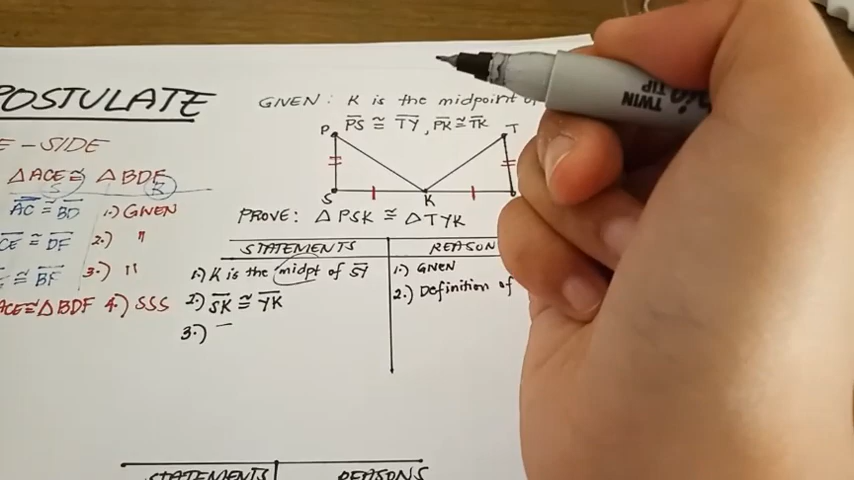 POSTULATE
E-SIDE
△ACE ≅ △BDF
AC ≅ BD 1.) GIVEN
CE ≅ DF 2.) "
≅ BF 3.) "
ACE ≅ △BDF 4.) SSS
GIVEN: K is the midpoint of
PS ≅ TY, PK ≅ TK
P T
S K
PROVE: △PSK ≅ △TYK
STATEMENTS REASON
1.) K is the midpt of SY 1.) GIVEN
2.) SK ≅ YK 2.) Definition of
3.)
STATEMENTS REASONS
TWIN TIP